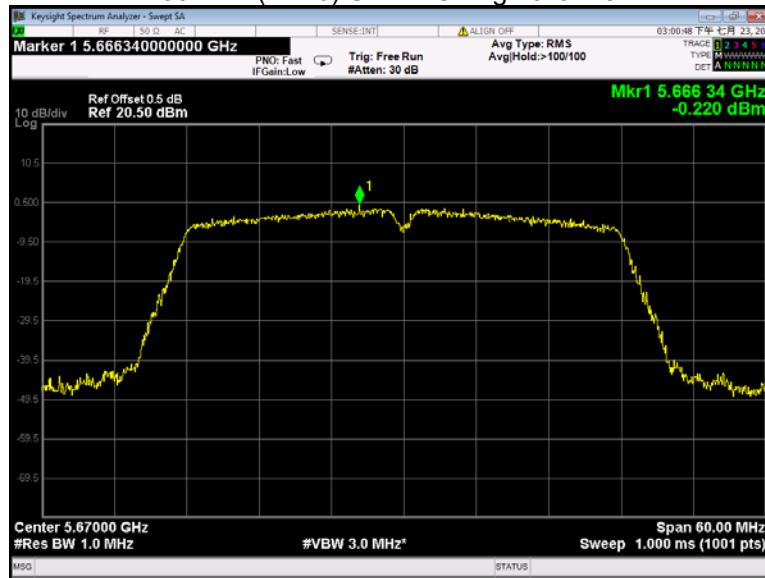 Keysight Spectrum Analyzer - Swept SA
RF 50 Ω AC SENSE:INT ALIGN OFF 03:00:48 下午 七月 23, 20
Marker 1 5.666340000000 GHz
PNO: Fast
IFGain:Low
Trig: Free Run
#Atten: 30 dB
Avg Type: RMS
Avg|Hold:>100/100
TRACE 1 2 3 4 5
TYPE M
DET A N N N N N
Mkr1 5.666 34 GHz
-0.220 dBm
Ref Offset 0.5 dB
10 dB/div Ref 20.50 dBm
Log
10.5
0.500
1
-9.50
-19.5
-29.5
-39.5
-49.5
-59.5
-69.5
Center 5.67000 GHz Span 60.00 MHz
#Res BW 1.0 MHz #VBW 3.0 MHz* Sweep 1.000 ms (1001 pts)
MSG STATUS